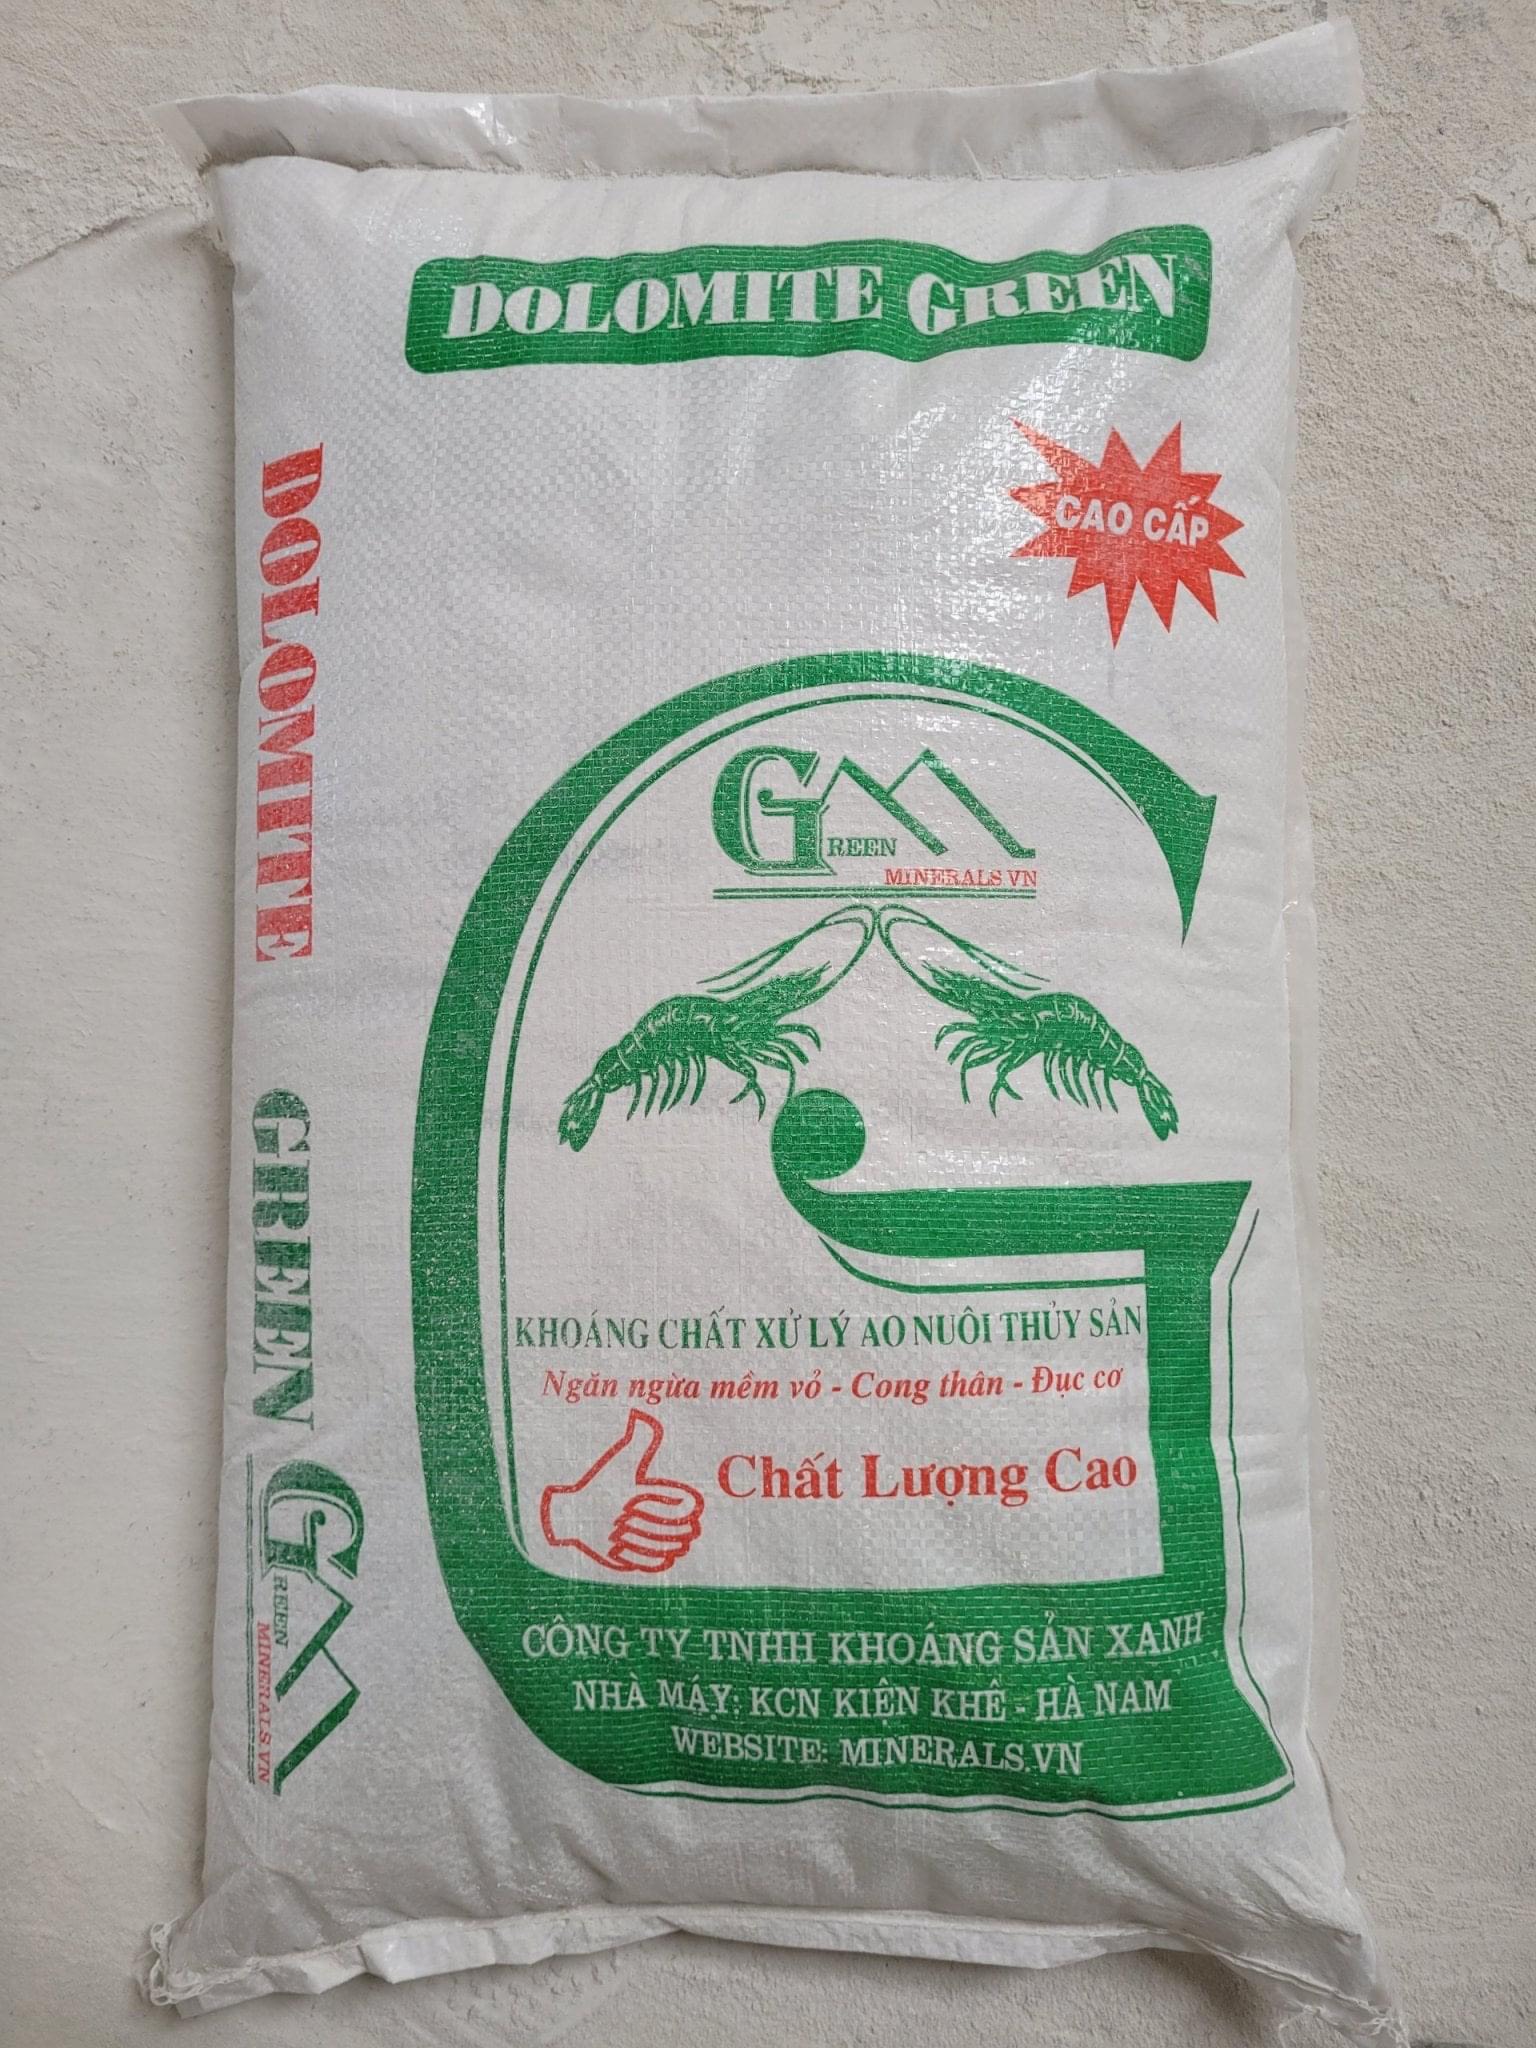 DOLOMITE GREEN
CAO CẤP
DOLOMITE GREEN
GREEN
MINERALS.VN
GREEN
MINERALS VN
KHOÁNG CHẤT XỬ LÝ AO NUÔI THỦY SẢN
Ngăn ngừa mềm vỏ - Cong thân - Đục cơ
Chất Lượng Cao
CÔNG TY TNHH KHOÁNG SẢN XANH
NHÀ MÁY: KCN KIỆN KHÊ - HÀ NAM
WEBSITE: MINERALS.VN